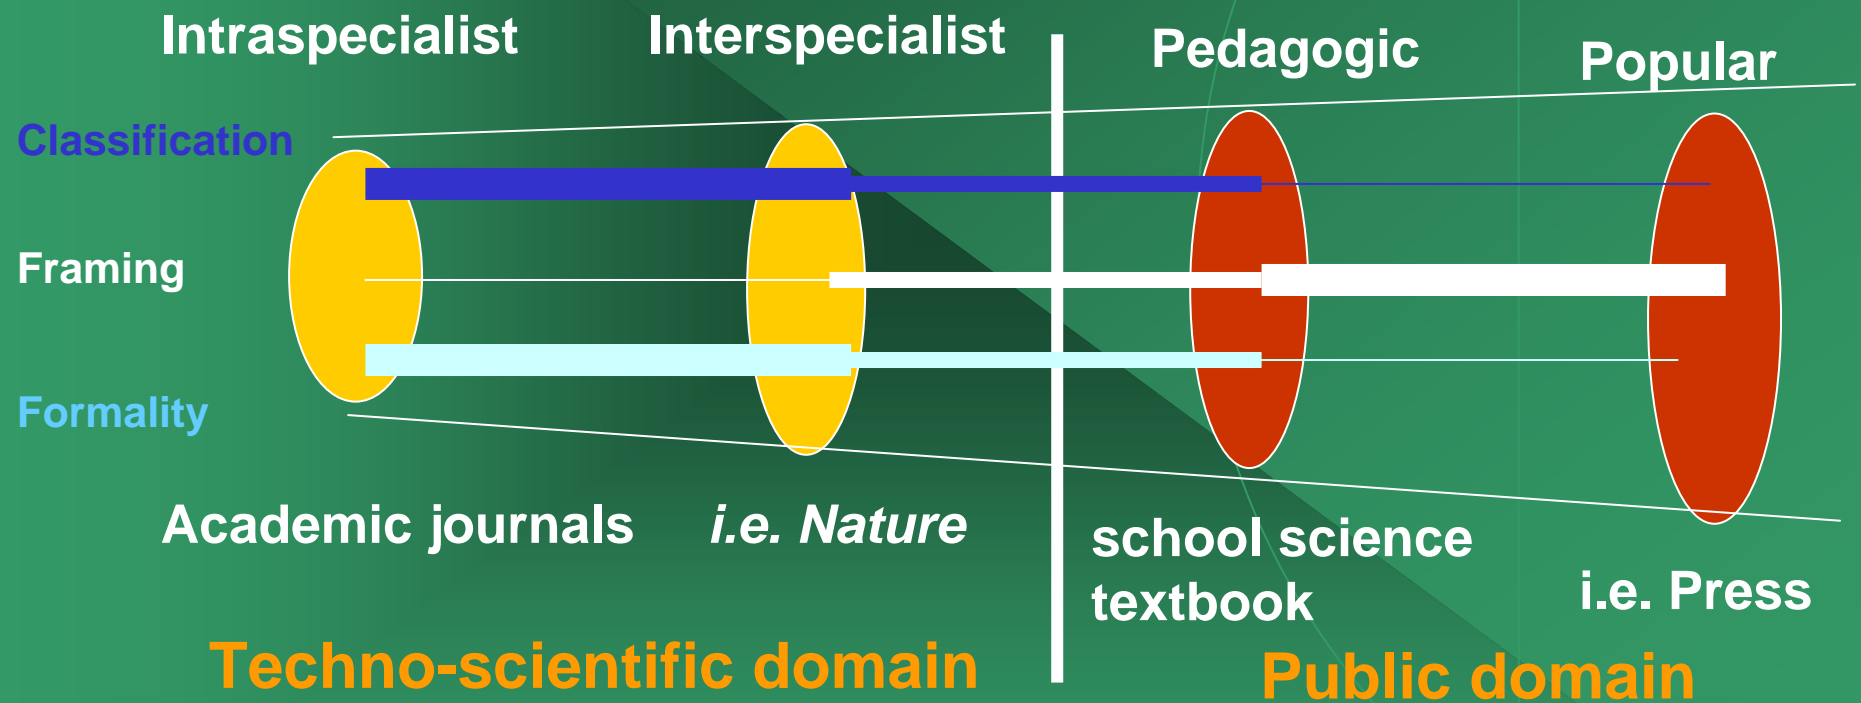 Intraspecialist
Interspecialist
Pedagogic
Popular
Classification
Framing
Formality
Academic journals
i.e. Nature
school science
textbook
i.e. Press
Techno-scientific domain
Public domain